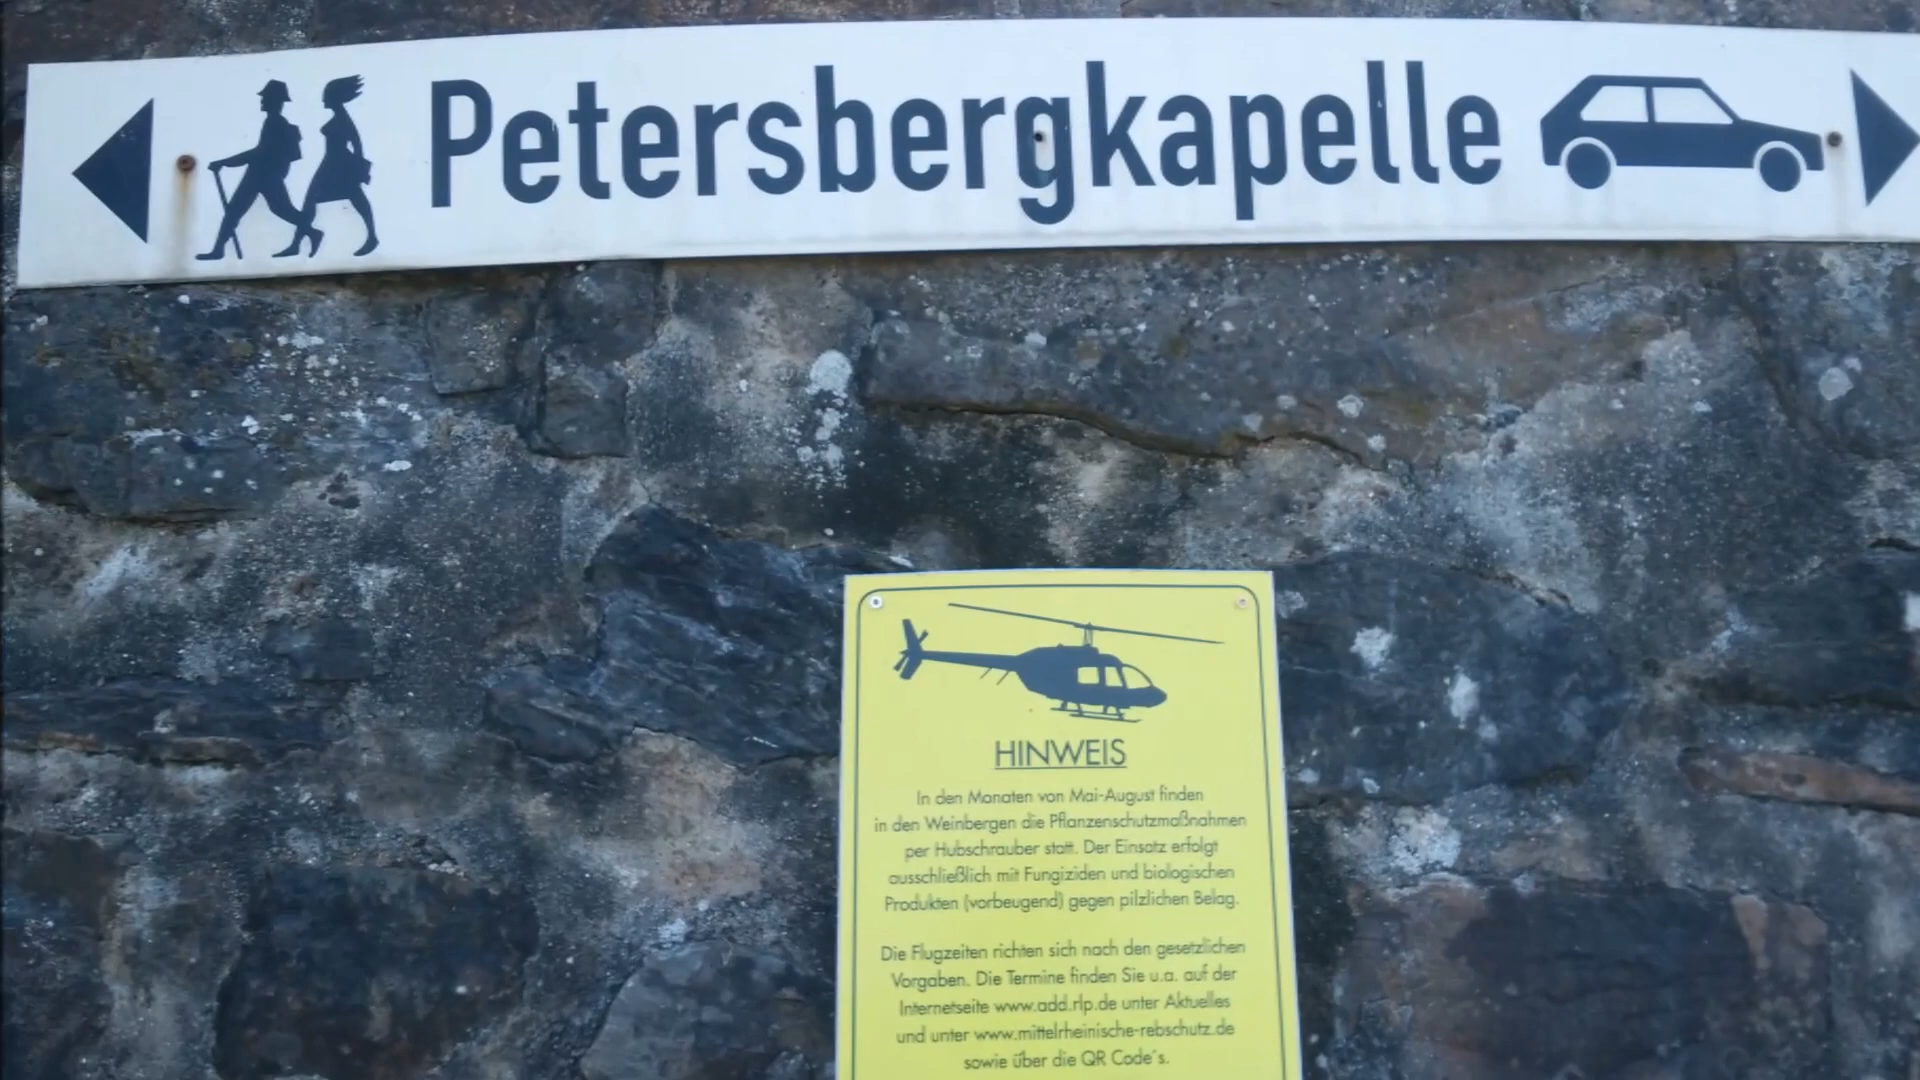 Petersbergkapelle
HINWEIS
In den Monaten von Mai-August finden
in den Weinbergen die Pflanzenschutzmaßnahmen
per Hubschrauber statt. Der Einsatz erfolgt
ausschließlich mit Fungiziden und biologischen
Produkten (vorbeugend) gegen pilzlichen Belag.
Die Flugzeiten richten sich nach den gesetzlichen
Vorgaben. Die Termine finden Sie u.a. auf der
Internetseite www.add.rlp.de unter Aktuelles
und unter www.mittelrheinische-rebschutz.de
sowie über die QR Code´s.